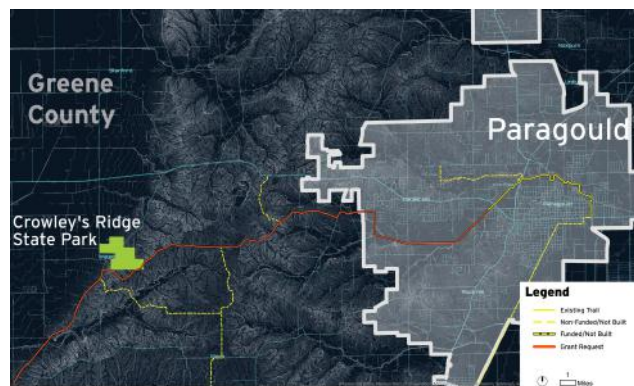 Greene
County
Paragould
Crowley's Ridge
State Park
Legend
Existing Trail
Non-Funded/Not Built
Funded/Not Built
Grant Request
1
Miles